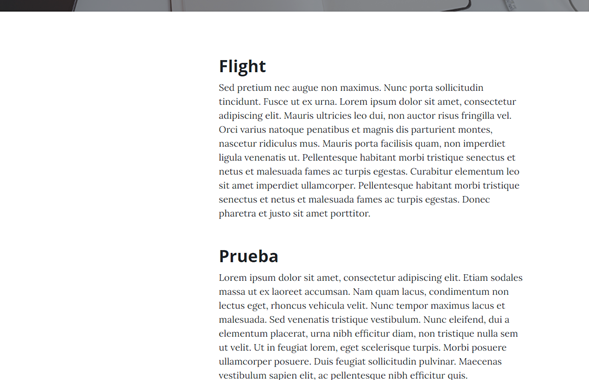 Flight
Sed pretium nec augue non maximus. Nunc porta sollicitudin
tincidunt. Fusce ut ex urna. Lorem ipsum dolor sit amet, consectetur
adipiscing elit. Mauris ultricies leo dui, non auctor risus fringilla vel.
Orci varius natoque penatibus et magnis dis parturient montes,
nascetur ridiculus mus. Mauris porta facilisis quam, non imperdiet
ligula venenatis ut. Pellentesque habitant morbi tristique senectus et
netus et malesuada fames ac turpis egestas. Curabitur elementum leo
sit amet imperdiet ullamcorper. Pellentesque habitant morbi tristique
senectus et netus et malesuada fames ac turpis egestas. Donec
pharetra et justo sit amet porttitor.
Prueba
Lorem ipsum dolor sit amet, consectetur adipiscing elit. Etiam sodales
massa ut ex laoreet accumsan. Nam quam lacus, condimentum non
lectus eget, rhoncus vehicula velit. Nunc tempor maximus lacus et
malesuada. Sed venenatis tristique vestibulum. Nunc eleifend, dui a
elementum placerat, urna nibh efficitur diam, non tristique nulla sem
ut velit. Ut in feugiat lorem, eget scelerisque turpis. Morbi posuere
ullamcorper posuere. Duis feugiat sollicitudin pulvinar. Maecenas
vestibulum sapien elit, ac pellentesque nibh efficitur quis.